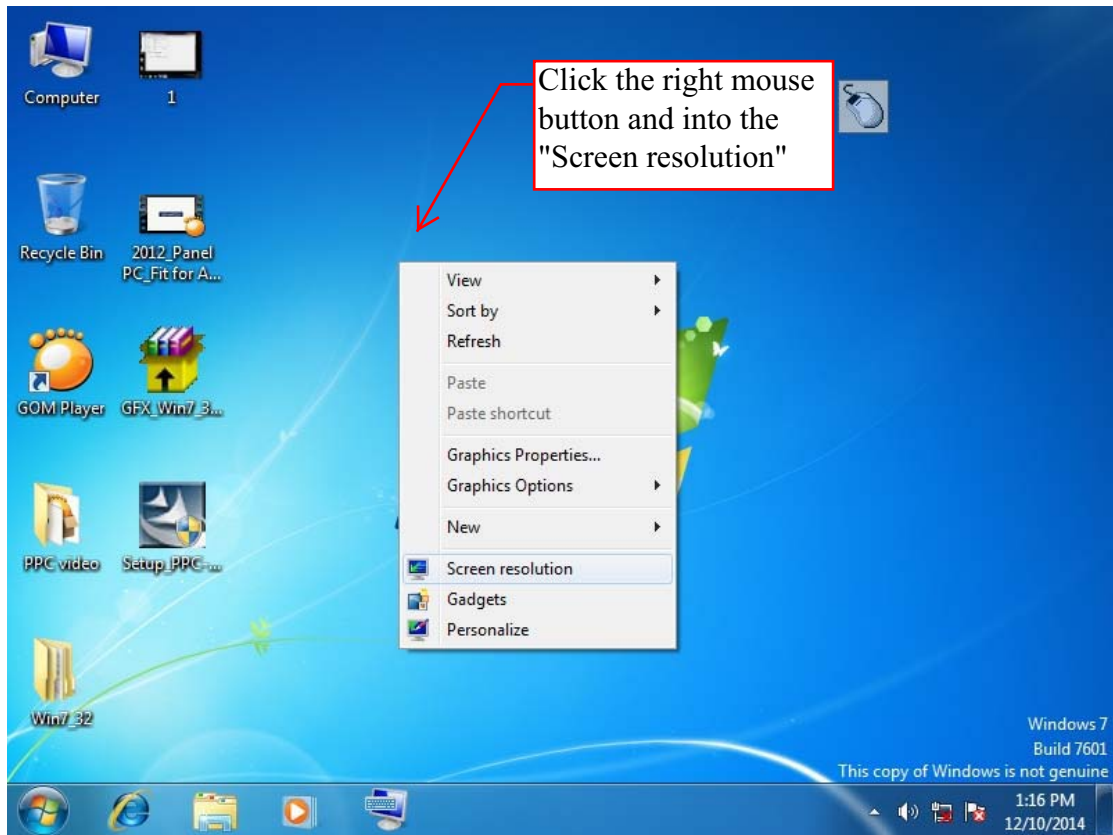 Computer
1
Click the right mouse
button and into the
"Screen resolution"
Recycle Bin
2012_Panel
PC_Fit for A...
GOM Player
GFX_Win7_3...
PPC video
Setup_PPC-...
Win7_32
View
Sort by
Refresh
Paste
Paste shortcut
Graphics Properties...
Graphics Options
New
Screen resolution
Gadgets
Personalize
Windows 7
Build 7601
This copy of Windows is not genuine
1:16 PM
12/10/2014